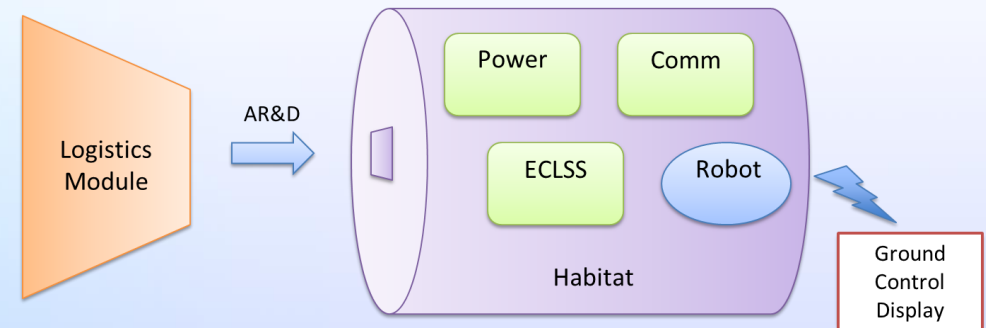 Logistics
Module
AR&D
Power
Comm
ECLSS
Robot
Habitat
Ground
Control
Display